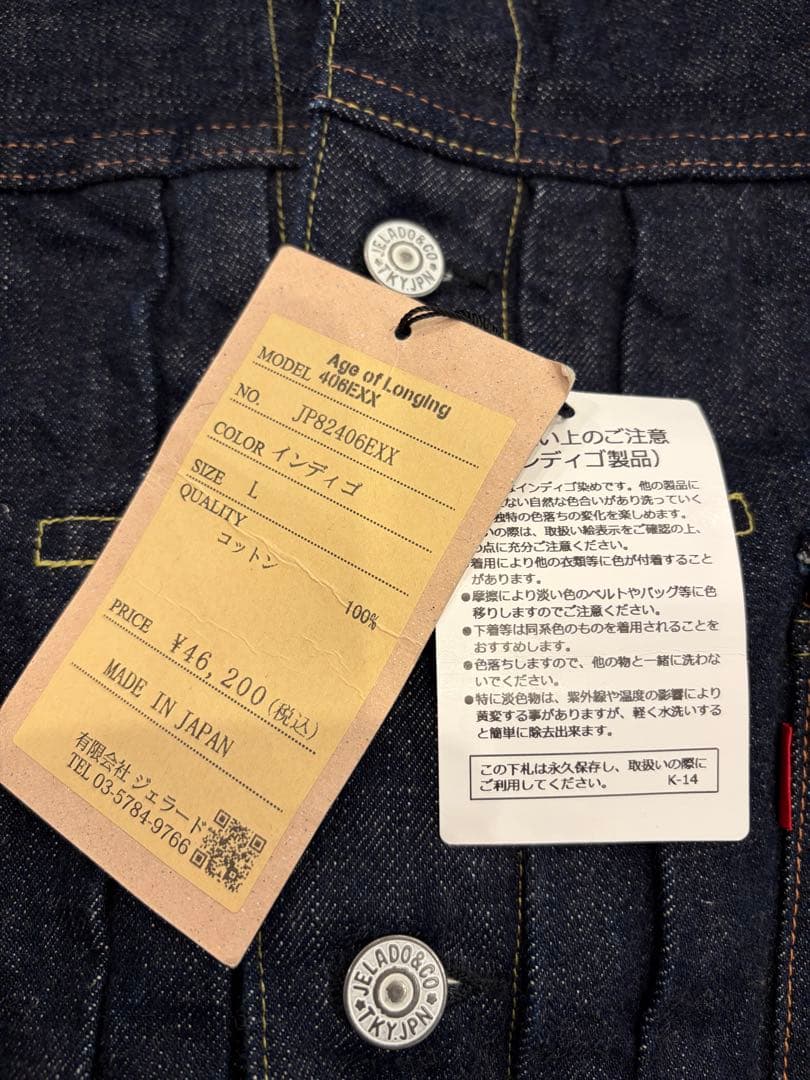 JELADO&CO
TKY.JPN
Age of Longing
MODEL 406EXX
NO. JP82406EXX
COLOR インディゴ
SIZE L
QUALITY
コットン 100%
PRICE ¥46,200(税込)
MADE IN JAPAN
有限会社 ジェラード
TEL 03-5784-9766
い上のご注意
ンディゴ製品)
はインディゴ染めです。他の製品に
ない自然な色合いがあり洗っていく
独特の色落ちの変化を楽しめます。
いの際は、取扱い絵表示をご確認の上、
点に充分ご注意ください。
着用により他の衣類等に色が付着すること
があります。
●摩擦により淡い色のベルトやバッグ等に色
移りしますのでご注意ください。
●下着等は同系色のものを着用されることを
おすすめします。
●色落ちしますので、他の物と一緒に洗わな
いでください。
●特に淡色物は、紫外線や温度の影響により
黄変する事がありますが、軽く水洗いする
と簡単に除去出来ます。
この下札は永久保存し、取扱いの際に
ご利用してください。 K-14
JELADO&CO
TKY.JPN